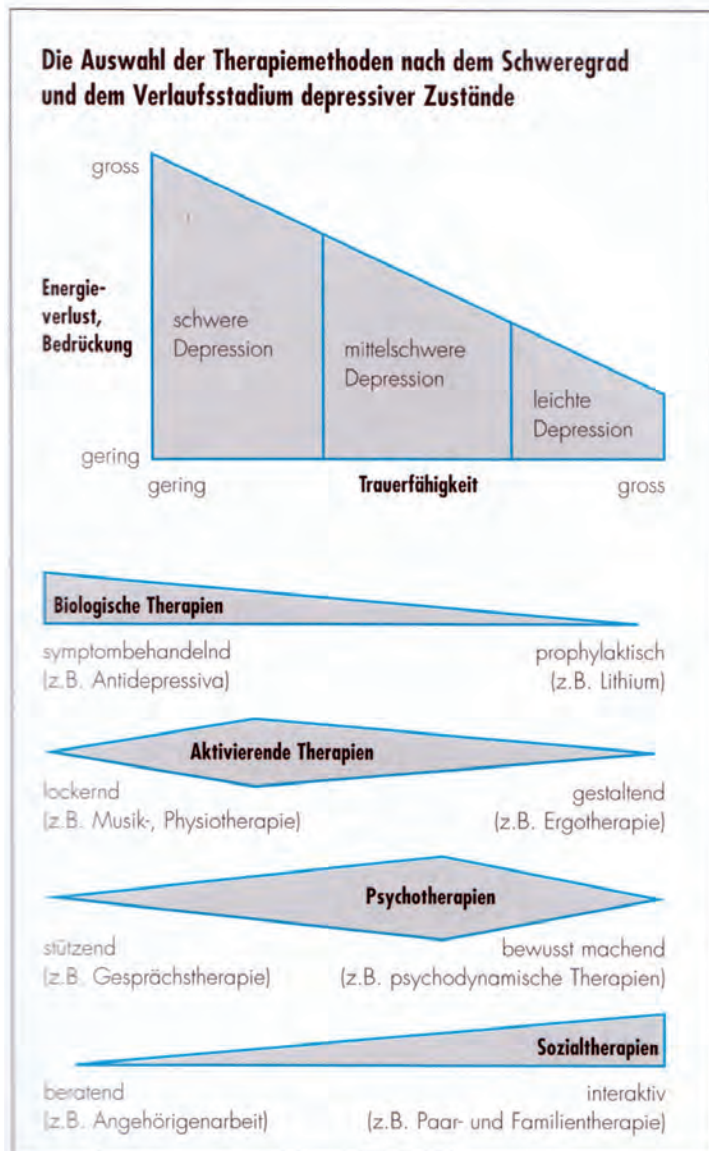 Die Auswahl der Therapiemethoden nach dem Schweregrad
und dem Verlaufsstadium depressiver Zustände
gross
Energie-
verlust,
Bedrückung
schwere
Depression
mittelschwere
Depression
leichte
Depression
gering
gering
Trauerfähigkeit
gross
Biologische Therapien
symptombehandelnd
(z.B. Antidepressiva)
prophylaktisch
(z.B. Lithium)
Aktivierende Therapien
lockernd
(z.B. Musik-, Physiotherapie)
gestaltend
(z.B. Ergotherapie)
Psychotherapien
stützend
(z.B. Gesprächstherapie)
bewusst machend
(z.B. psychodynamische Therapien)
Sozialtherapien
beratend
(z.B. Angehörigenarbeit)
interaktiv
(z.B. Paar- und Familientherapie)